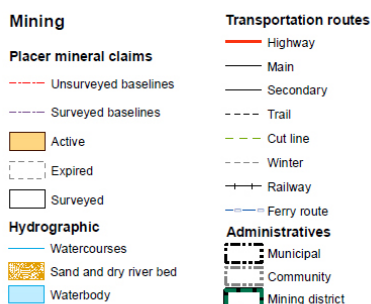 Mining
Placer mineral claims
Unsurveyed baselines
Surveyed baselines
Active
Expired
Surveyed
Hydrographic
Watercourses
Sand and dry river bed
Waterbody
Transportation routes
Highway
Main
Secondary
Trail
Cut line
Winter
Railway
Ferry route
Administratives
Municipal
Community
Mining district